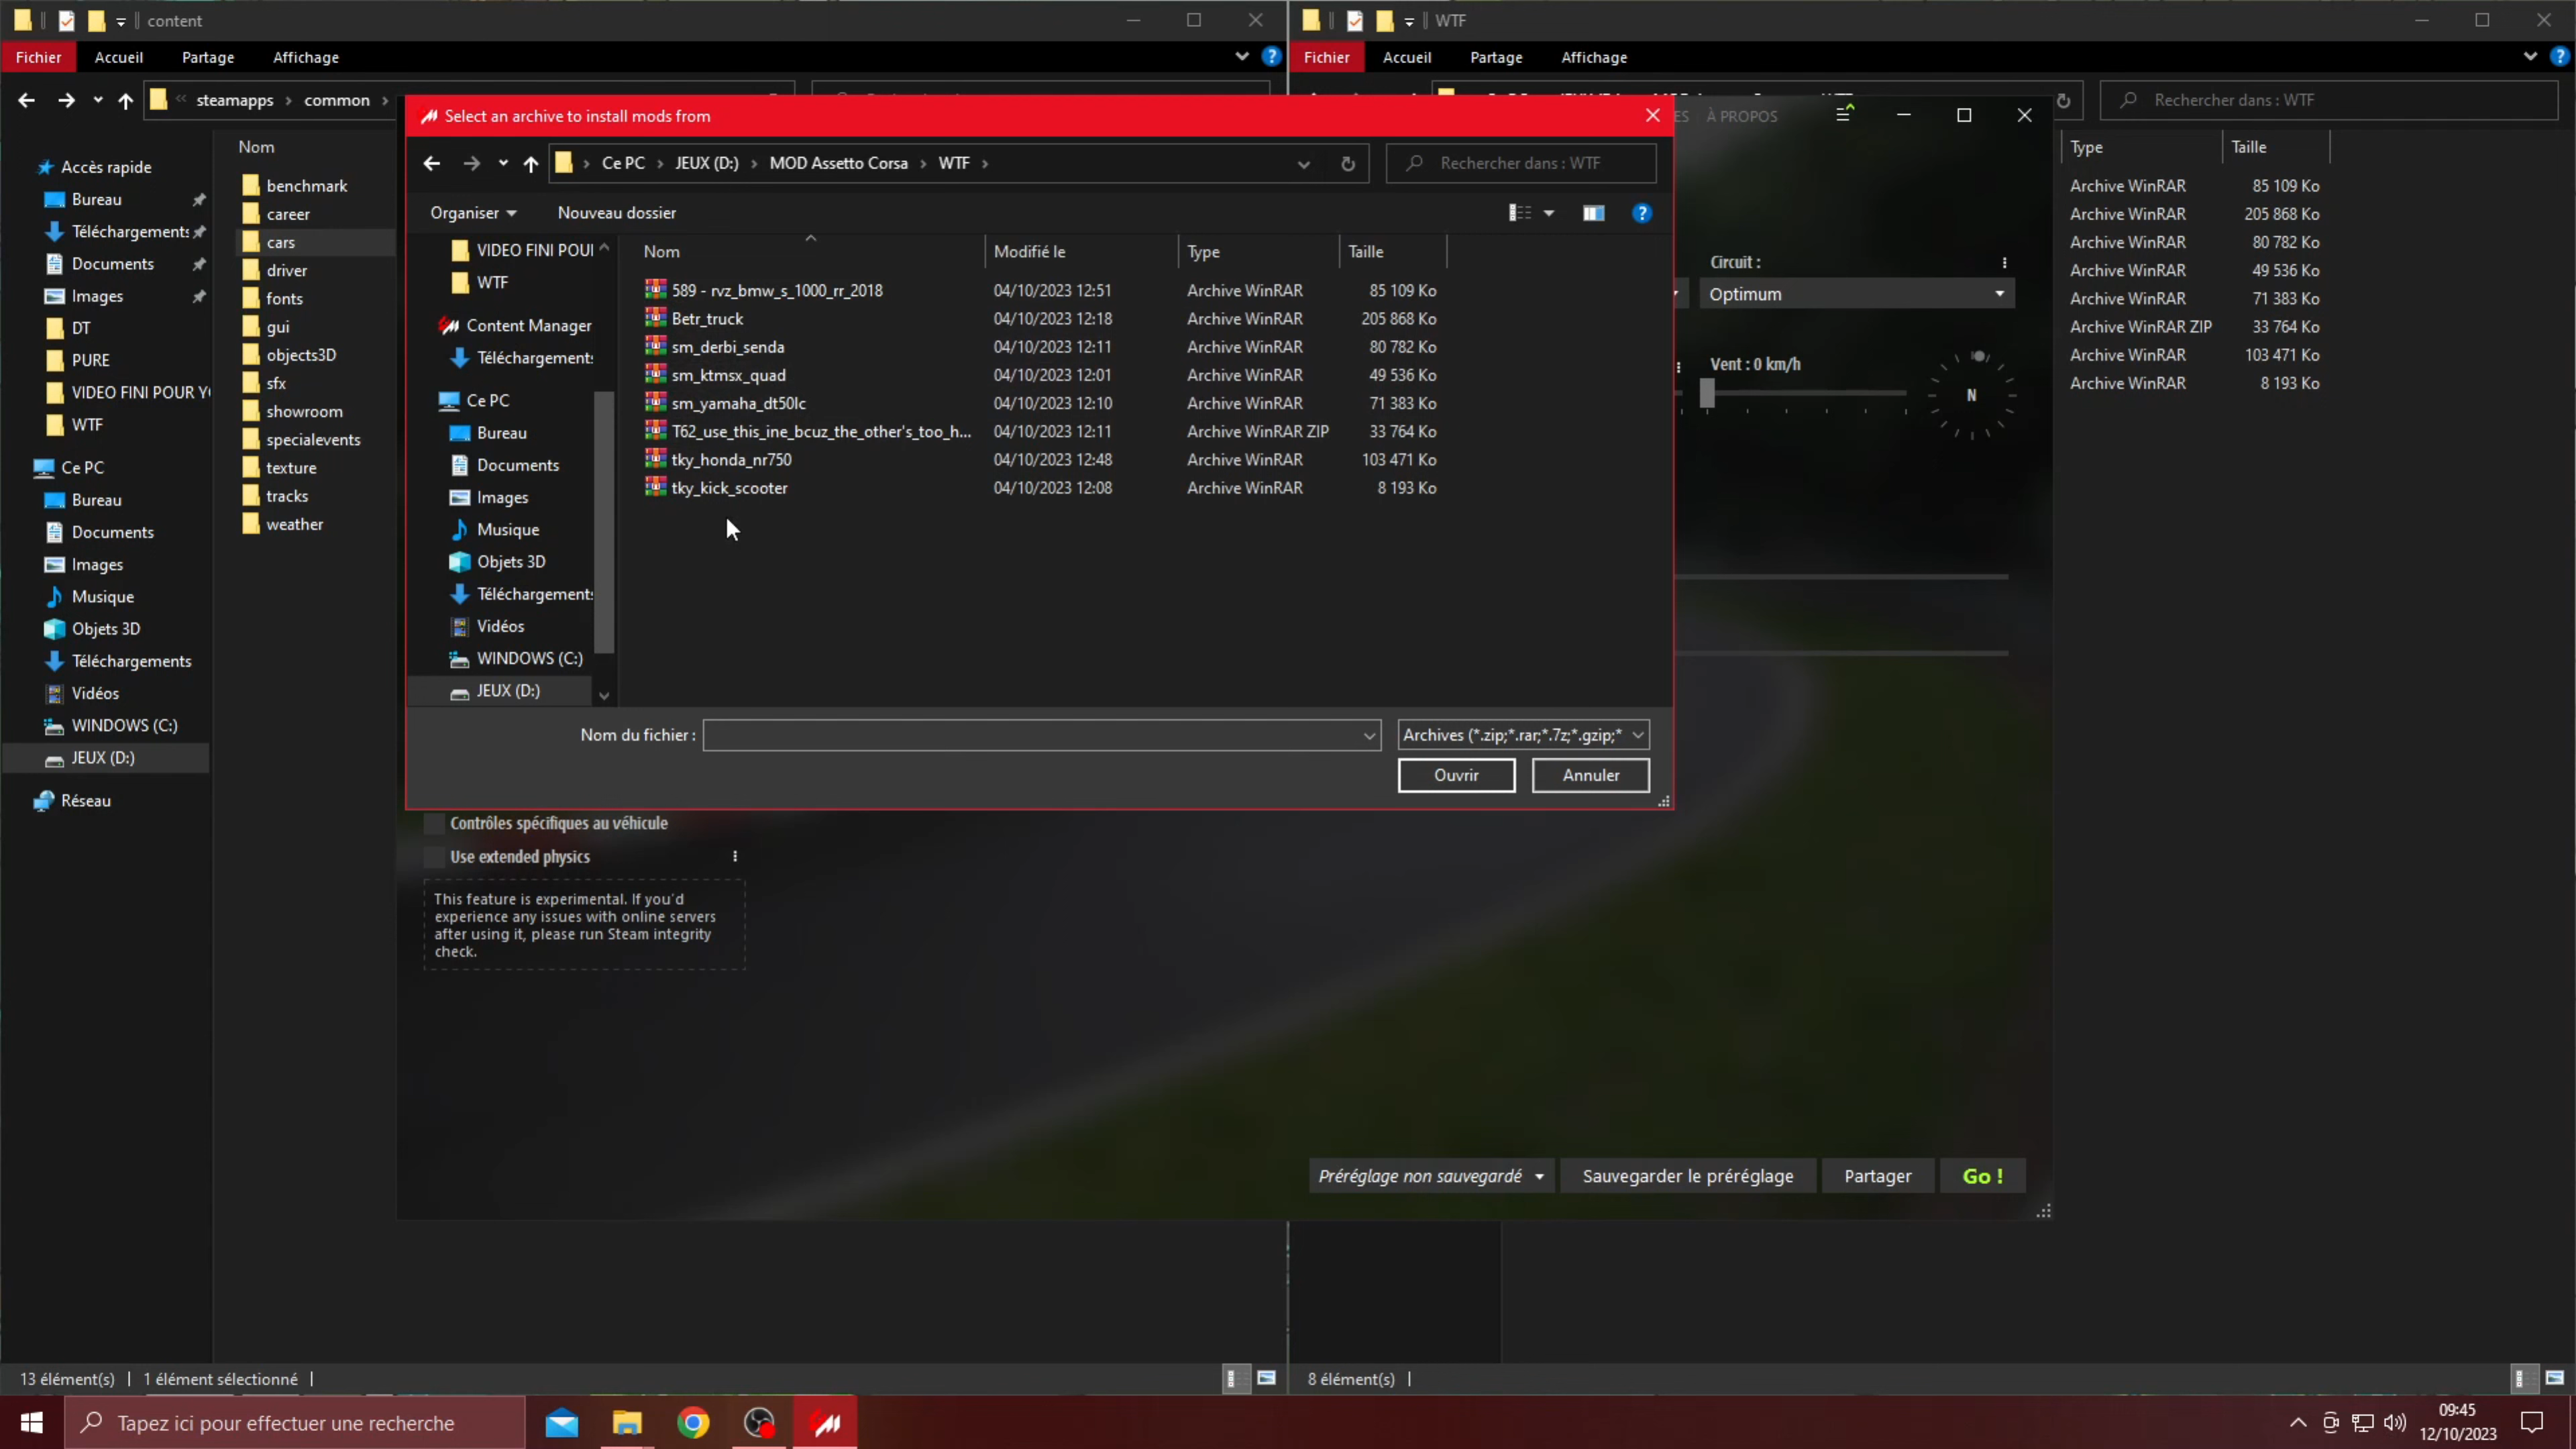 content
WTF
Fichier Accueil Partage Affichage
Fichier Accueil Partage Affichage
steamapps > common >
Rechercher dans : WTF
Accès rapide
Bureau
Téléchargements
Documents
Images
DT
PURE
VIDEO FINI POUR Y
WTF
Ce PC
Bureau
Documents
Images
Musique
Objets 3D
Téléchargements
Vidéos
WINDOWS (C:)
JEUX (D:)
Réseau
Nom
benchmark
career
cars
driver
fonts
gui
objects3D
sfx
showroom
specialevents
texture
tracks
weather
Select an archive to install mods from
Ce PC > JEUX (D:) > MOD Assetto Corsa > WTF >
Rechercher dans : WTF
Organiser Nouveau dossier
VIDEO FINI POUI
WTF
Content Manager
Téléchargements
Ce PC
Bureau
Documents
Images
Musique
Objets 3D
Téléchargements
Vidéos
WINDOWS (C:)
JEUX (D:)
Nom Modifié le Type Taille
589 - rvz_bmw_s_1000_rr_2018 04/10/2023 12:51 Archive WinRAR 85 109 Ko
Betr_truck 04/10/2023 12:18 Archive WinRAR 205 868 Ko
sm_derbi_senda 04/10/2023 12:11 Archive WinRAR 80 782 Ko
sm_ktmsx_quad 04/10/2023 12:01 Archive WinRAR 49 536 Ko
sm_yamaha_dt50lc 04/10/2023 12:10 Archive WinRAR 71 383 Ko
T62_use_this_ine_bcuz_the_other's_too_h... 04/10/2023 12:11 Archive WinRAR ZIP 33 764 Ko
tky_honda_nr750 04/10/2023 12:48 Archive WinRAR 103 471 Ko
tky_kick_scooter 04/10/2023 12:08 Archive WinRAR 8 193 Ko
Nom du fichier :
Archives (*.zip;*.rar;*.7z;*.gzip;*
Ouvrir Annuler
ES À PROPOS
Circuit :
Optimum
Vent : 0 km/h
N
Type Taille
Archive WinRAR 85 109 Ko
Archive WinRAR 205 868 Ko
Archive WinRAR 80 782 Ko
Archive WinRAR 49 536 Ko
Archive WinRAR 71 383 Ko
Archive WinRAR ZIP 33 764 Ko
Archive WinRAR 103 471 Ko
Archive WinRAR 8 193 Ko
Contrôles spécifiques au véhicule
Use extended physics
This feature is experimental. If you'd
experience any issues with online servers
after using it, please run Steam integrity
check.
Préréglage non sauvegardé Sauvegarder le préréglage Partager Go !
13 élément(s) 1 élément sélectionné
8 élément(s)
Tapez ici pour effectuer une recherche
09:45
12/10/2023